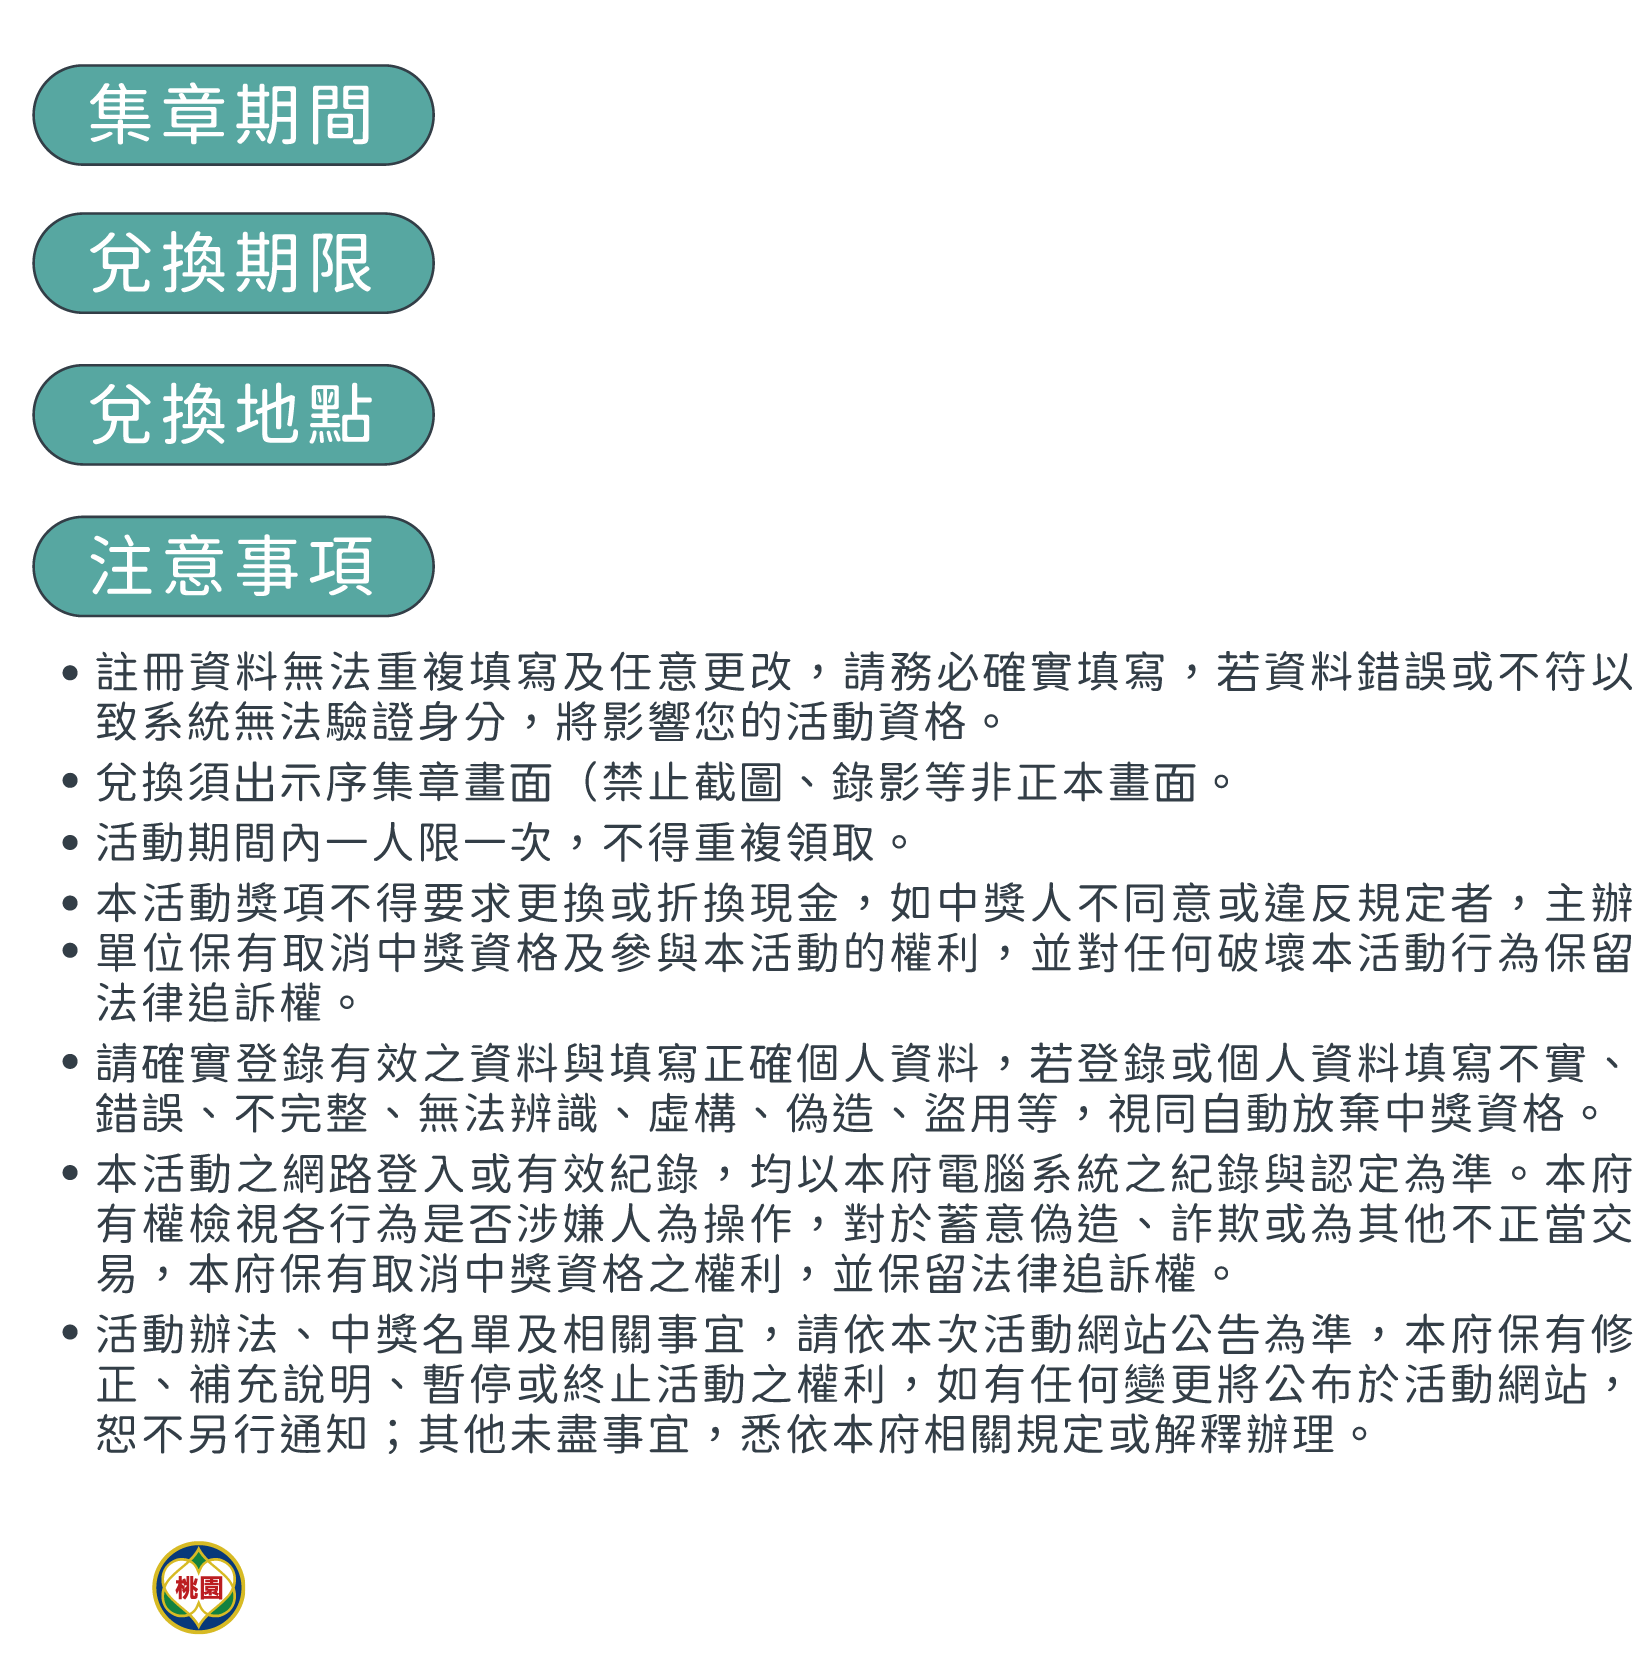 集章期間
兌換期限
兌換地點
注意事項
• 註冊資料無法重複填寫及任意更改，請務必確實填寫，若資料錯誤或不符以
致系統無法驗證身分，將影響您的活動資格。
• 兌換須出示序集章畫面（禁止截圖、錄影等非正本畫面。
• 活動期間內一人限一次，不得重複領取。
• 本活動獎項不得要求更換或折換現金，如中獎人不同意或違反規定者，主辦
• 單位保有取消中獎資格及參與本活動的權利，並對任何破壞本活動行為保留
法律追訴權。
• 請確實登錄有效之資料與填寫正確個人資料，若登錄或個人資料填寫不實、
錯誤、不完整、無法辨識、虛構、偽造、盜用等，視同自動放棄中獎資格。
• 本活動之網路登入或有效紀錄，均以本府電腦系統之紀錄與認定為準。本府
有權檢視各行為是否涉嫌人為操作，對於蓄意偽造、詐欺或為其他不正當交
易，本府保有取消中獎資格之權利，並保留法律追訴權。
• 活動辦法、中獎名單及相關事宜，請依本次活動網站公告為準，本府保有修
正、補充說明、暫停或終止活動之權利，如有任何變更將公布於活動網站，
恕不另行通知；其他未盡事宜，悉依本府相關規定或解釋辦理。
桃園